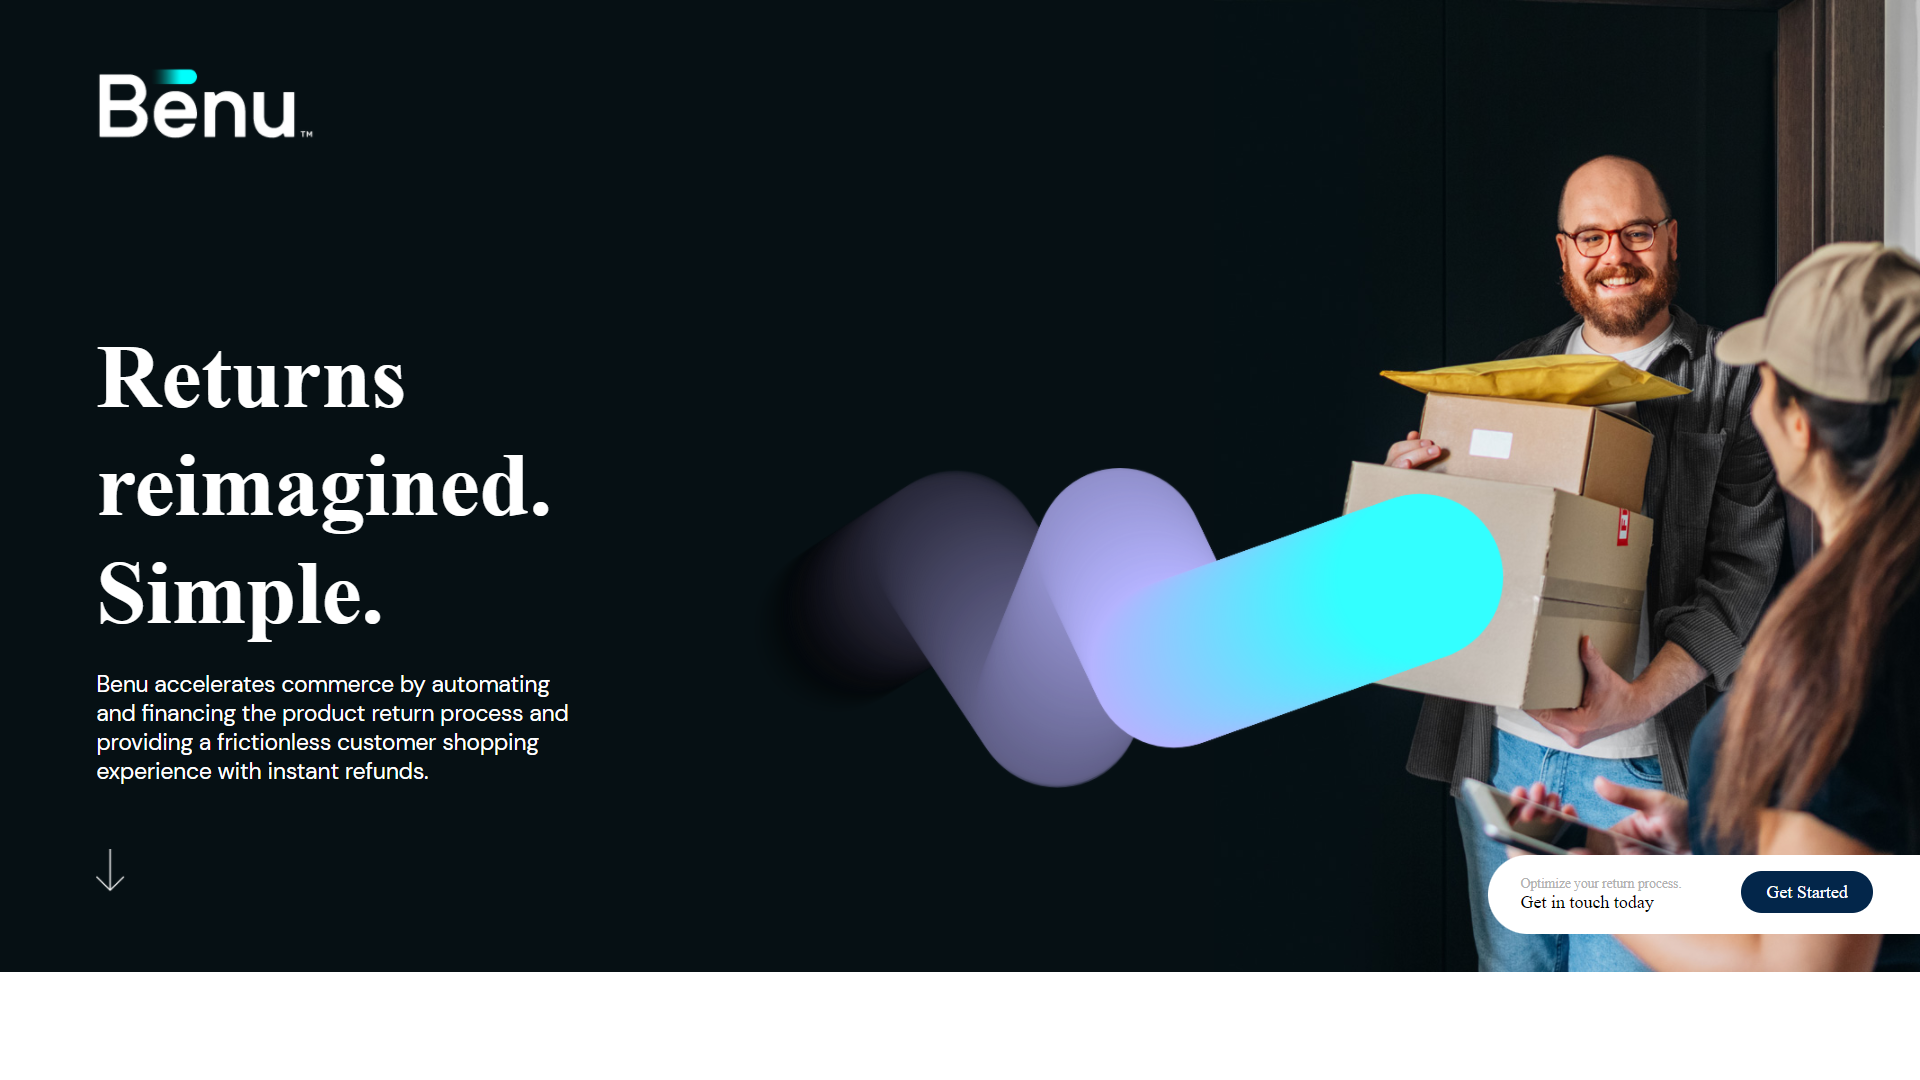 Benu™
Returns
reimagined.
Simple.
Benu accelerates commerce by automating
and financing the product return process and
providing a frictionless customer shopping
experience with instant refunds.
Optimize your return process.
Get in touch today
Get Started